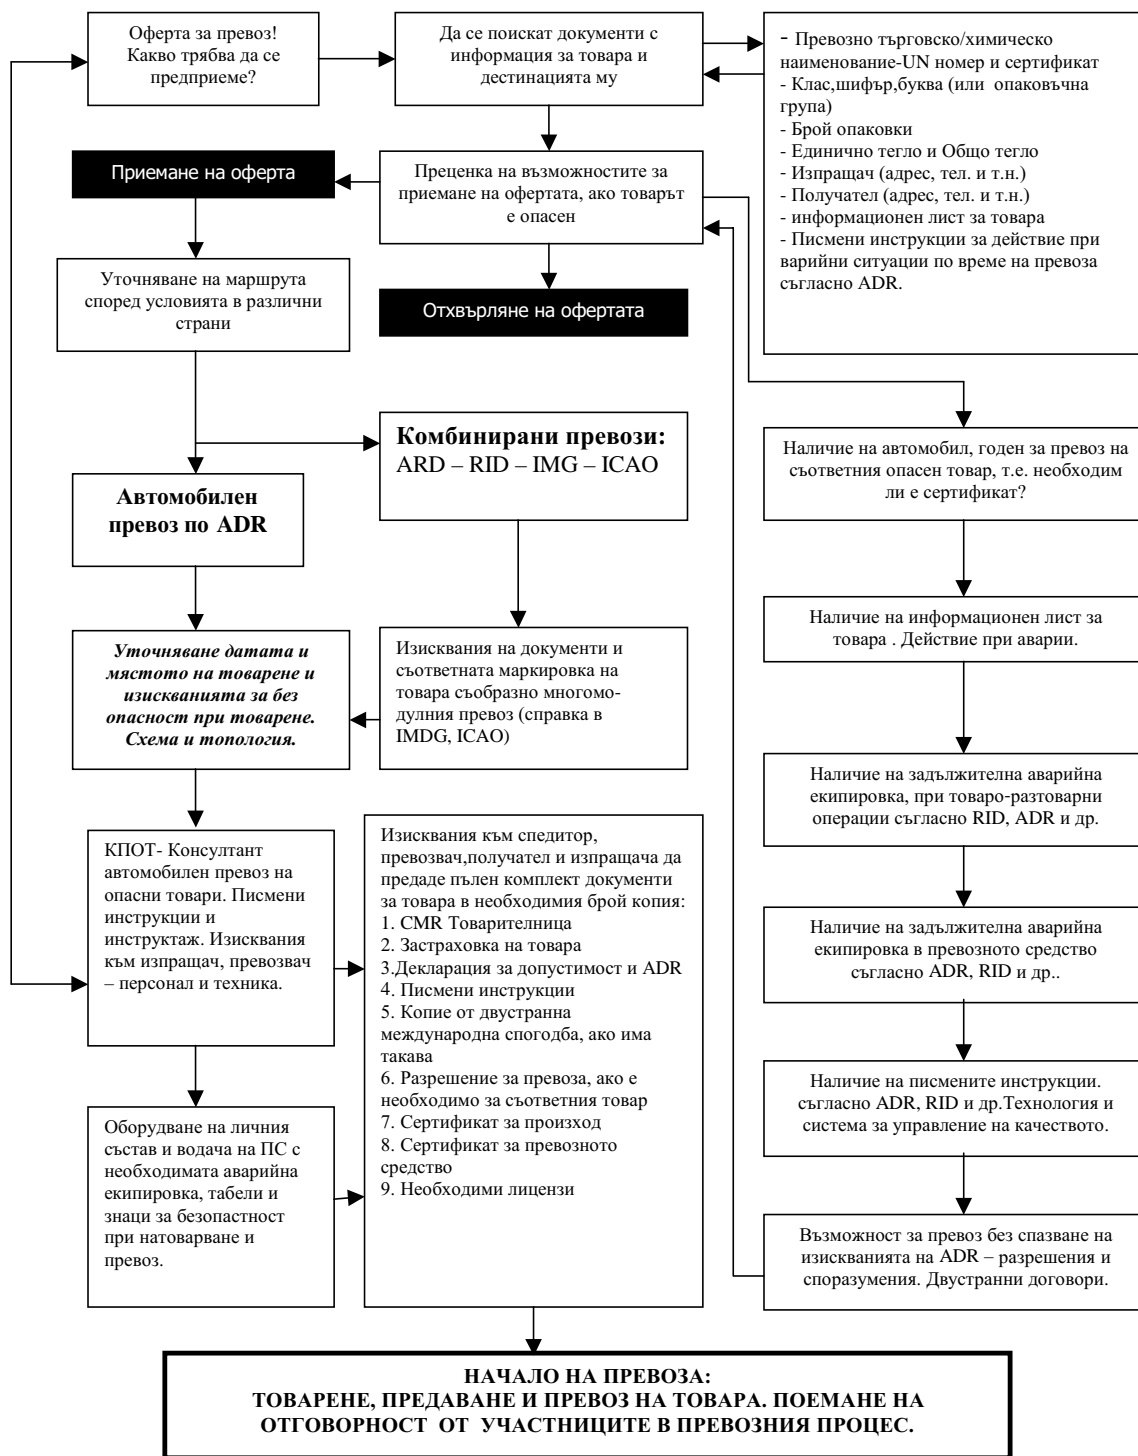 Оферта за превоз!
Какво трябва да се
предприеме?
Да се поискат документи с
информация за товара и
дестинацията му
- Превозно търговско/химическо
наименование-UN номер и сертификат
- Клас,шифър,буква (или опаковъчна
група)
- Брой опаковки
- Единично тегло и Общо тегло
- Изпращач (адрес, тел. и т.н.)
- Получател (адрес, тел. и т.н.)
- информационен лист за товара
- Писмени инструкции за действие при
варийни ситуации по време на превоза
съгласно ADR.
Приемане на оферта
Преценка на възможностите за
приемане на офертата, ако товарът
е опасен
Уточняване на маршрута
според условията в различни
страни
Отхвърляне на офертата
Комбинирани превози:
ARD – RID – IMG – ICAO
Наличие на автомобил, годен за превоз на
съответния опасен товар, т.е. необходим
ли е сертификат?
Автомобилен
превоз по ADR
Наличие на информационен лист за
товара . Действие при аварии.
Уточняване датата и
мястото на товарене и
изискванията за без
опасност при товарене.
Схема и топология.
Изисквания на документи и
съответната маркировка на
товара съобразно многомо-
дулния превоз (справка в
IMDG, ICAO)
Наличие на задължителна аварийна
екипировка, при товаро-разтоварни
операции съгласно RID, ADR и др.
КПОТ- Консултант
автомобилен превоз на
опасни товари. Писмени
инструкции и
инструктаж. Изисквания
към изпращач, превозвач
– персонал и техника.
Изисквания към спедитор,
превозвач,получател и изпращача да
предаде пълен комплект документи
за товара в необходимия брой копия:
1. CMR Товарителница
2. Застраховка на товара
3.Декларация за допустимост и ADR
4. Писмени инструкции
5. Копие от двустранна
международна спогодба, ако има
такава
6. Разрешение за превоза, ако е
необходимо за съответния товар
7. Сертификат за произход
8. Сертификат за превозното
средство
9. Необходими лицензи
Наличие на задължителна аварийна
екипировка в превозното средство
съгласно ADR, RID и др..
Наличие на писмените инструкции.
съгласно ADR, RID и др.Технология и
система за управление на качеството.
Оборудване на личния
състав и водача на ПС с
необходимата аварийна
екипировка, табели и
знаци за безопастност
при натоварване и
превоз.
Възможност за превоз без спазване на
изискванията на ADR – разрешения и
споразумения. Двустранни договори.
НАЧАЛО НА ПРЕВОЗА:
ТОВАРЕНЕ, ПРЕДАВАНЕ И ПРЕВОЗ НА ТОВАРА. ПОЕМАНЕ НА
ОТГОВОРНОСТ ОТ УЧАСТНИЦИТЕ В ПРЕВОЗНИЯ ПРОЦЕС.